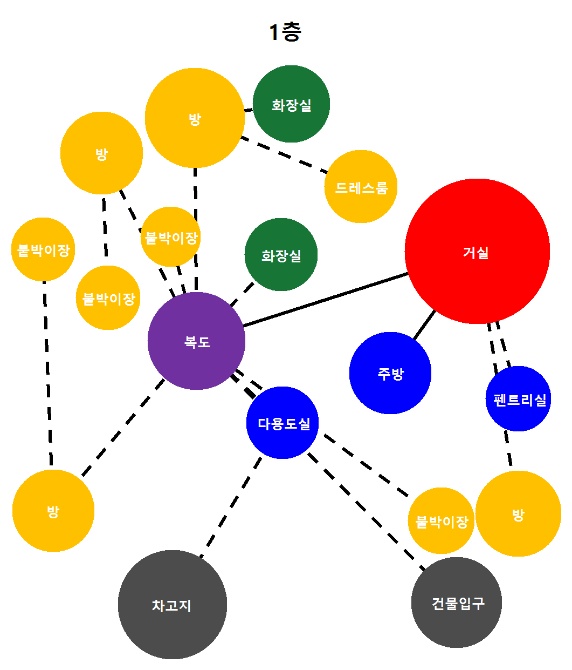 1층
화장실
방
방
드레스룸
붙박이장
붙박이장
화장실
거실
붙박이장
복도
주방
펜트리실
다용도실
방
붙박이장
방
차고지
건물입구